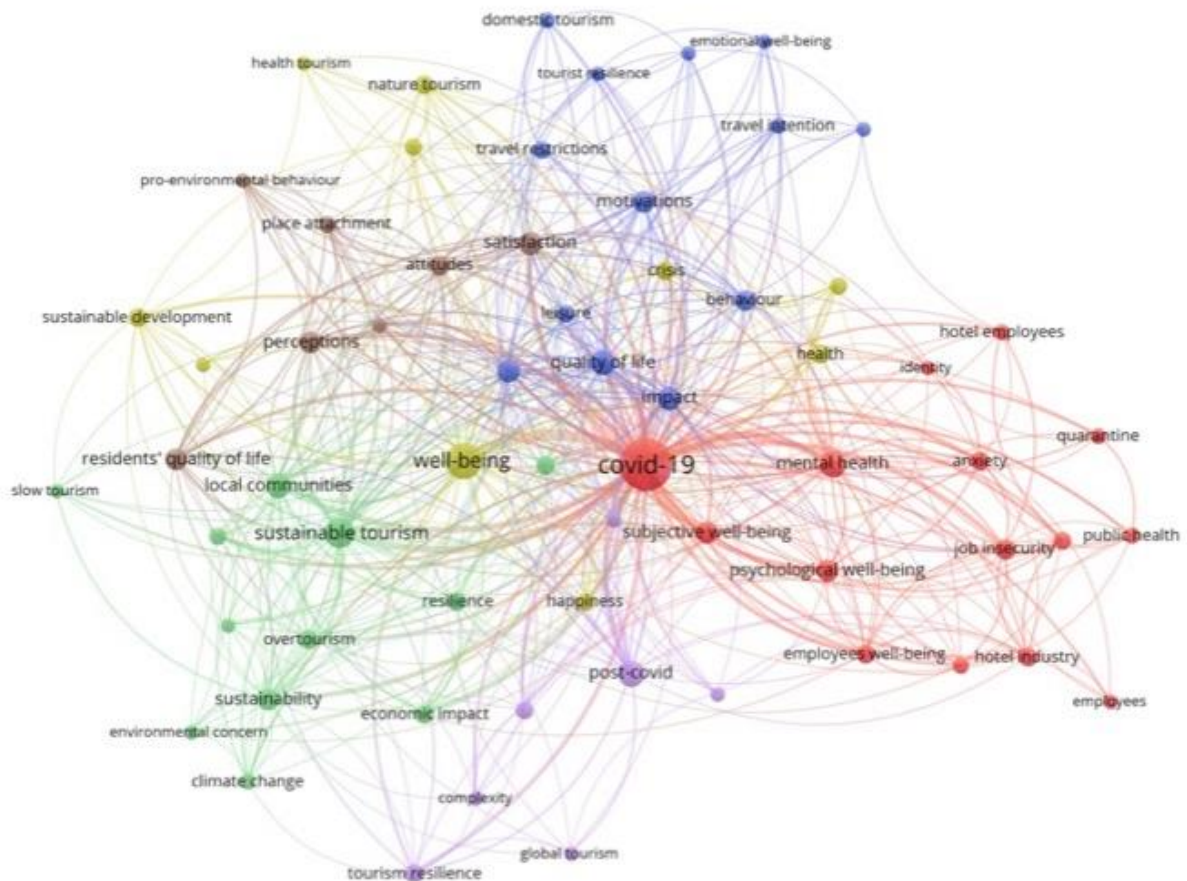 domestic tourism
emotional well-being
health tourism
tourist resilience
nature tourism
travel intention
travel restrictions
pro-environmental behaviour
motivations
place attachment
satisfaction
attitudes
crisis
behaviour
leisure
sustainable development
hotel employees
perceptions
health
quality of life
identity
impact
quarantine
residents' quality of life
well-being
covid-19
mental health
anxiety
slow tourism
local communities
sustainable tourism
subjective well-being
public health
job insecurity
psychological well-being
resilience
happiness
overtourism
employees well-being
hotel industry
post-covid
sustainability
economic impact
employees
environmental concern
climate change
complexity
global tourism
tourism resilience